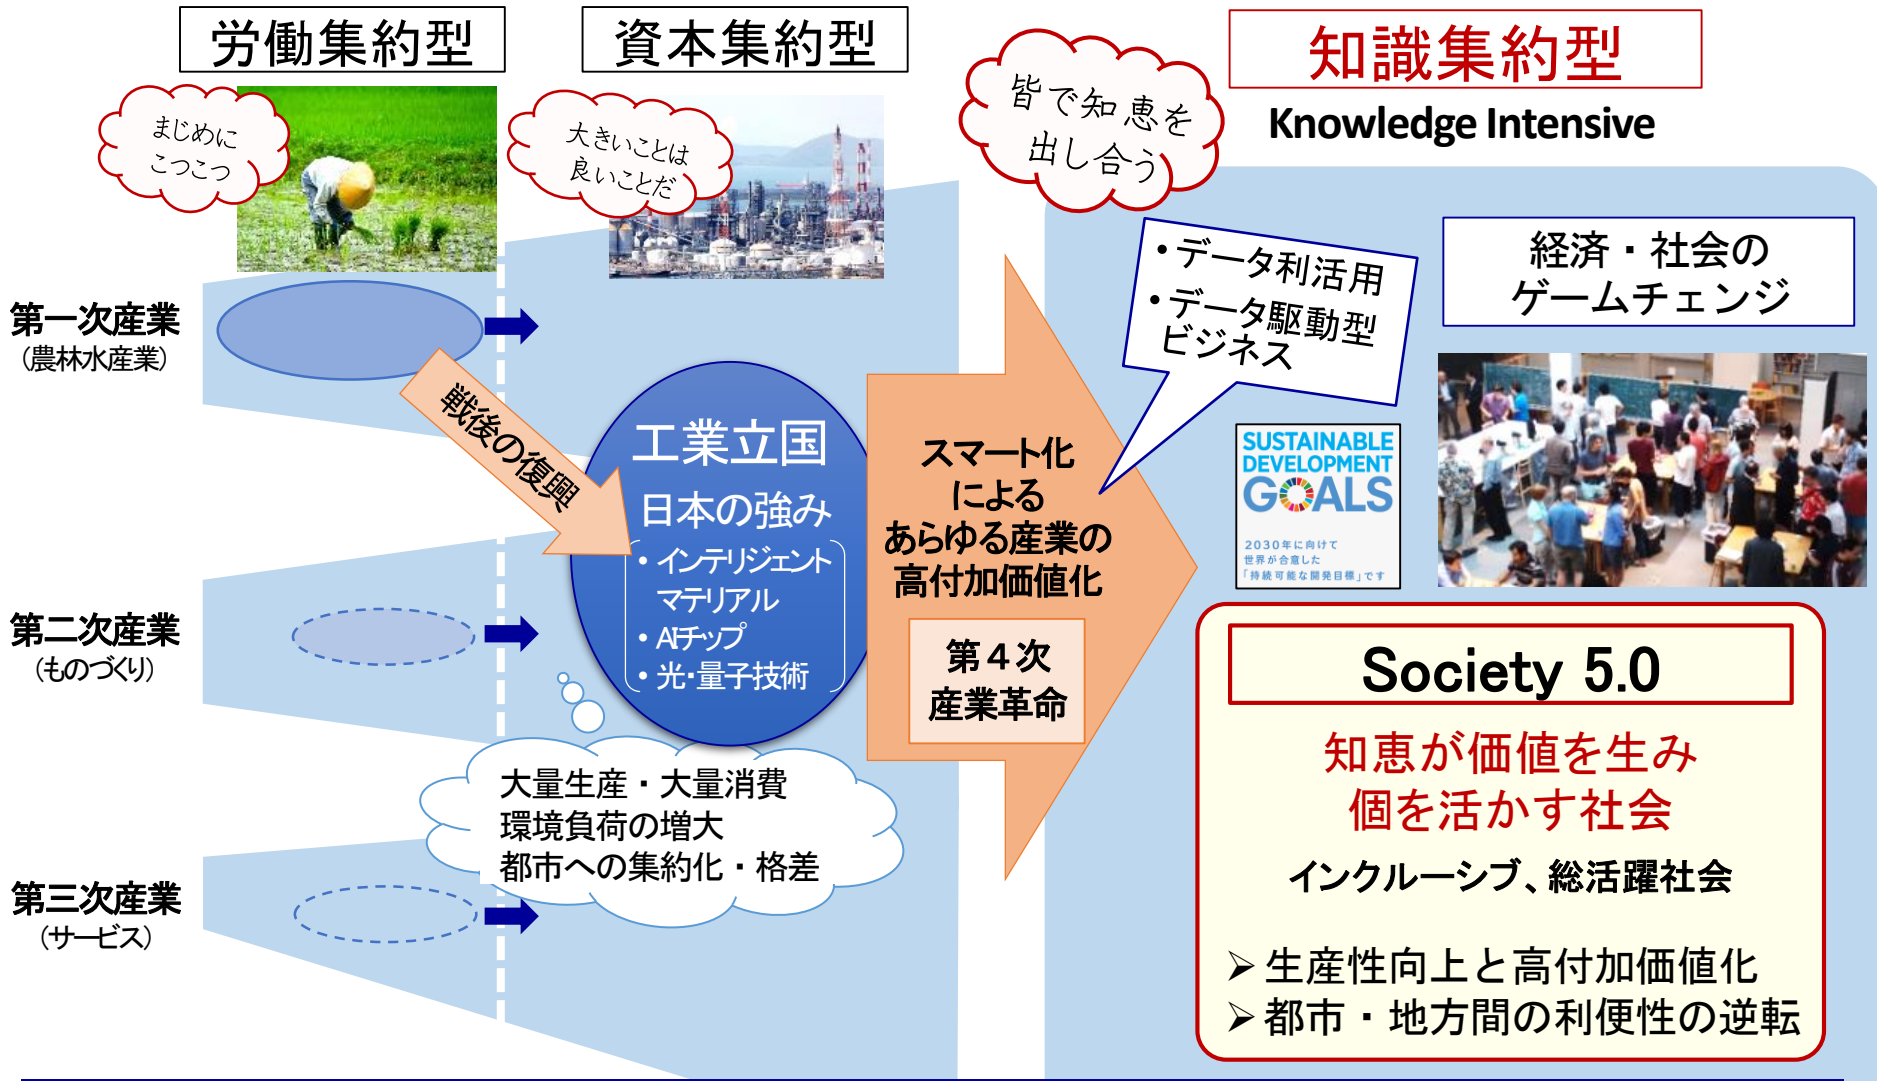 労働集約型
資本集約型
知識集約型
Knowledge Intensive
まじめに
こつこつ
大きいことは
良いことだ
皆で知恵を
出し合う
第一次産業
(農林水産業)
第二次産業
(ものづくり)
第三次産業
(サービス)
戦後の復興
工業立国
日本の強み
・インテリジェント
マテリアル
・AIチップ
・光・量子技術
大量生産・大量消費
環境負荷の増大
都市への集約化・格差
スマート化
による
あらゆる産業の
高付加価値化
第４次
産業革命
・データ利活用
・データ駆動型
ビジネス
経済・社会の
ゲームチェンジ
SUSTAINABLE
DEVELOPMENT
GOALS
2030年に向けて
世界が合意した
「持続可能な開発目標」です
Society 5.0
知恵が価値を生み
個を活かす社会
インクルーシブ、総活躍社会
➢生産性向上と高付加価値化
➢都市・地方間の利便性の逆転